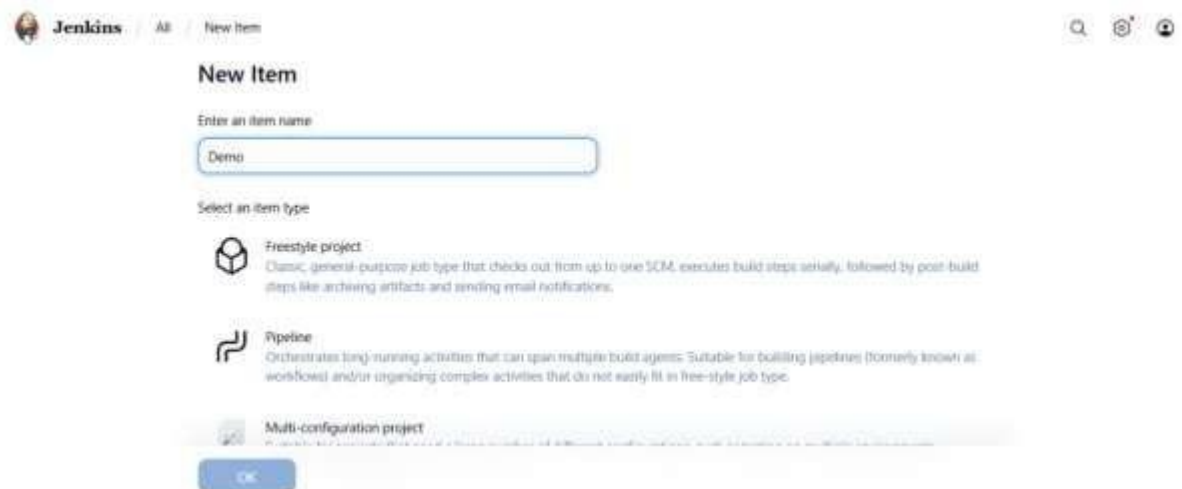 Jenkins / All / New Item
New Item
Enter an item name
Demo
Select an item type
Freestyle project
Classic, general-purpose job type that checks out from up to one SCM, executes build steps serially, followed by post-build
steps like archiving artifacts and sending email notifications.
Pipeline
Orchestrates long-running activities that can span multiple build agents. Suitable for building pipelines (formerly known as
workflows) and/or organizing complex activities that do not easily fit in free-style job type.
Multi-configuration project
OK